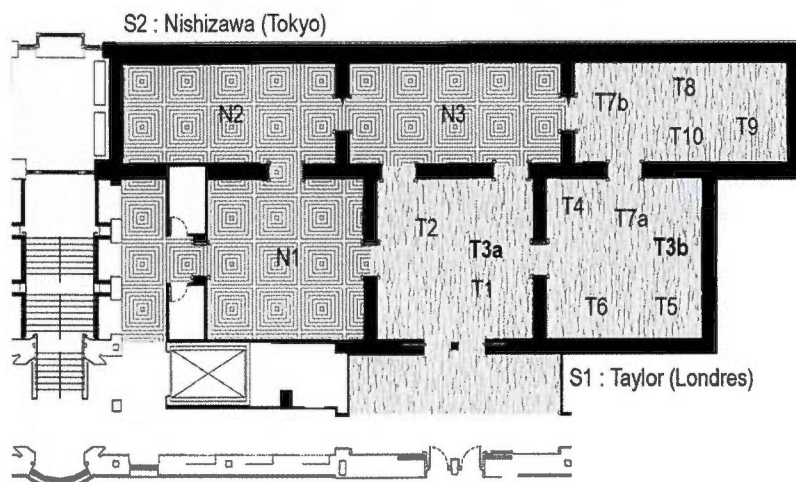 S2 : Nishizawa (Tokyo)
N2
N3
T7b
T8
T10
T9
N1
T2
T3a
T1
T4
T7a
T3b
T6
T5
S1 : Taylor (Londres)